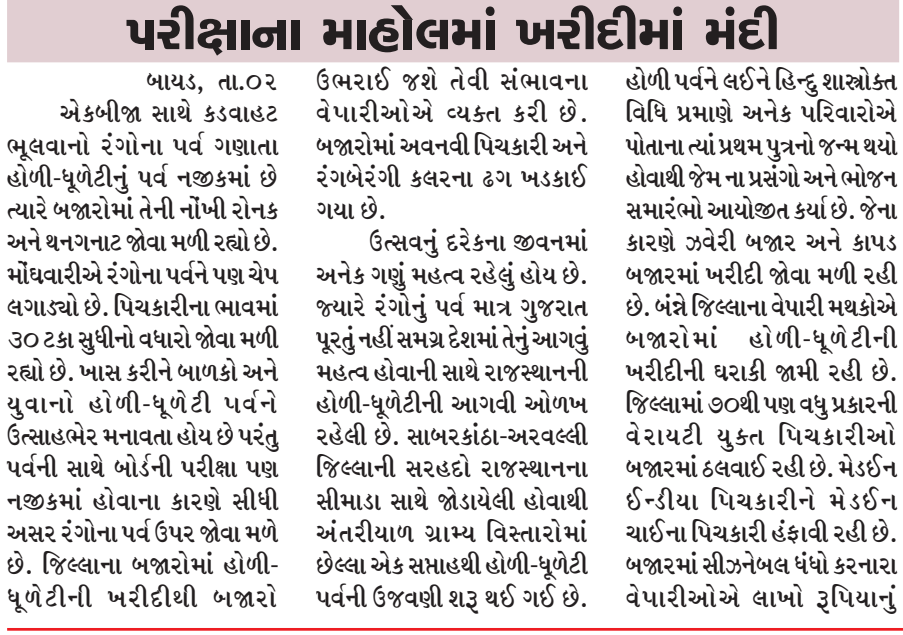 પરીક્ષાના માહોલમાં ખરીદીમાં મંદી
બાયડ, તા.૦૨
એકબીજા સાથે કડવાહટ
ભૂલવાનો રંગોના પર્વ ગણાતા
હોળી-ધૂળેટીનું પર્વ નજીકમાં છે
ત્યારે બજારોમાં તેની નોંખી રોનક
અને થનગનાટ જોવા મળી રહ્યો છે.
મોંઘવારીએ રંગોના પર્વને પણ ચેપ
લગાડ્યો છે. પિચકારીના ભાવમાં
૩૦ ટકા સુધીનો વધારો જોવા મળી
રહ્યો છે. ખાસ કરીને બાળકો અને
યુવાનો હોળી-ધૂળેટી પર્વને
ઉત્સાહભેર મનાવતા હોય છે પરંતુ
પર્વની સાથે બોર્ડની પરીક્ષા પણ
નજીકમાં હોવાના કારણે સીધી
અસર રંગોના પર્વ ઉપર જોવા મળે
છે. જિલ્લાના બજારોમાં હોળી-
ધૂળેટીની ખરીદીથી બજારો
ઉભરાઈ જશે તેવી સંભાવના
વેપારીઓએ વ્યક્ત કરી છે.
બજારોમાં અવનવી પિચકારી અને
રંગબેરંગી કલરના ઢગ ખડકાઈ
ગયા છે.
ઉત્સવનું દરેકના જીવનમાં
અનેક ગણું મહત્વ રહેલું હોય છે.
જ્યારે રંગોનું પર્વ માત્ર ગુજરાત
પૂરતું નહીં સમગ્ર દેશમાં તેનું આગવું
મહત્વ હોવાની સાથે રાજસ્થાનની
હોળી-ધૂળેટીની આગવી ઓળખ
રહેલી છે. સાબરકાંઠા-અરવલ્લી
જિલ્લાની સરહદો રાજસ્થાનના
સીમાડા સાથે જોડાયેલી હોવાથી
અંતરીયાળ ગ્રામ્ય વિસ્તારોમાં
છેલ્લા એક સપ્તાહથી હોળી-ધૂળેટી
પર્વની ઉજવણી શરૂ થઈ ગઈ છે.
હોળી પર્વને લઈને હિન્દુ શાસ્ત્રોક્ત
વિધિ પ્રમાણે અનેક પરિવારોએ
પોતાના ત્યાં પ્રથમ પુત્રનો જન્મ થયો
હોવાથી જેમ ના પ્રસંગો અને ભોજન
સમારંભો આયોજીત કર્યા છે. જેના
કારણે ઝવેરી બજાર અને કાપડ
બજારમાં ખરીદી જોવા મળી રહી
છે. બંન્ને જિલ્લાના વેપારી મથકોએ
બજારોમાં હોળી-ધૂળેટીની
ખરીદીની ઘરાકી જામી રહી છે.
જિલ્લામાં ૭૦થી પણ વધુ પ્રકારની
વેરાયટી યુક્ત પિચકારીઓ
બજારમાં ઠલવાઈ રહી છે. મેડઈન
ઈન્ડીયા પિચકારીને મેડઈન
ચાઈના પિચકારી હંફાવી રહી છે.
બજારમાં સીઝનેબલ ધંધો કરનારા
વેપારીઓએ લાખો રૂપિયાનું